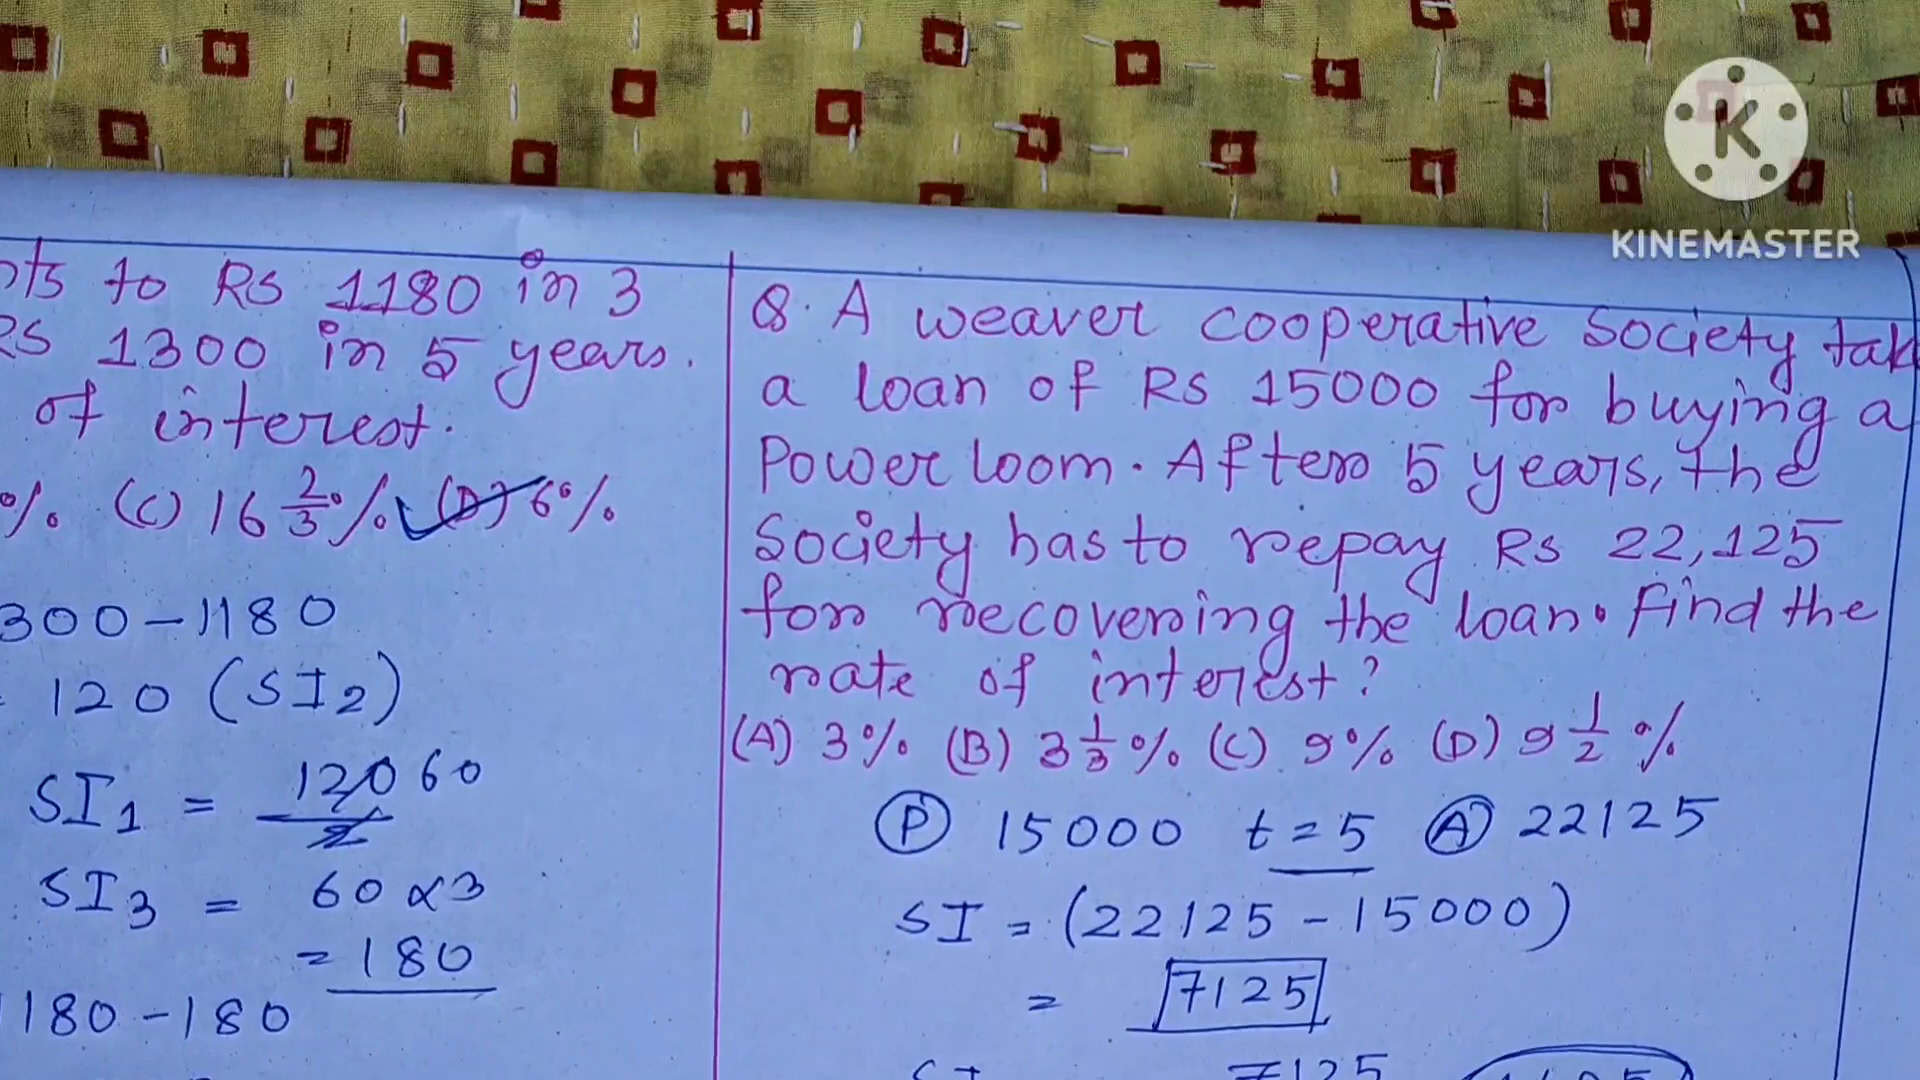 K
KINEMASTER
to RS 1180 in 3
RS 1300 in 5 years.
of interest.
%. (C) 16 2/3 %. (D) 6%.
300-1180
120 (SI2)
SI1 = 120 60
2
SI3 = 60 x 3
= 180
1180-180
Q. A weaver cooperative Society tak
a loan of RS 15000 for buying a
Power loom. After 5 years, the
Society has to repay RS 22,125
for recovering the loan. Find the
rate of interest?
(A) 3% (B) 3 1/3 % (C) 9% (D) 9 1/2 %
(P) 15000 t = 5 (A) 22125
SI = (22125 - 15000)
= 7125
SI 7125